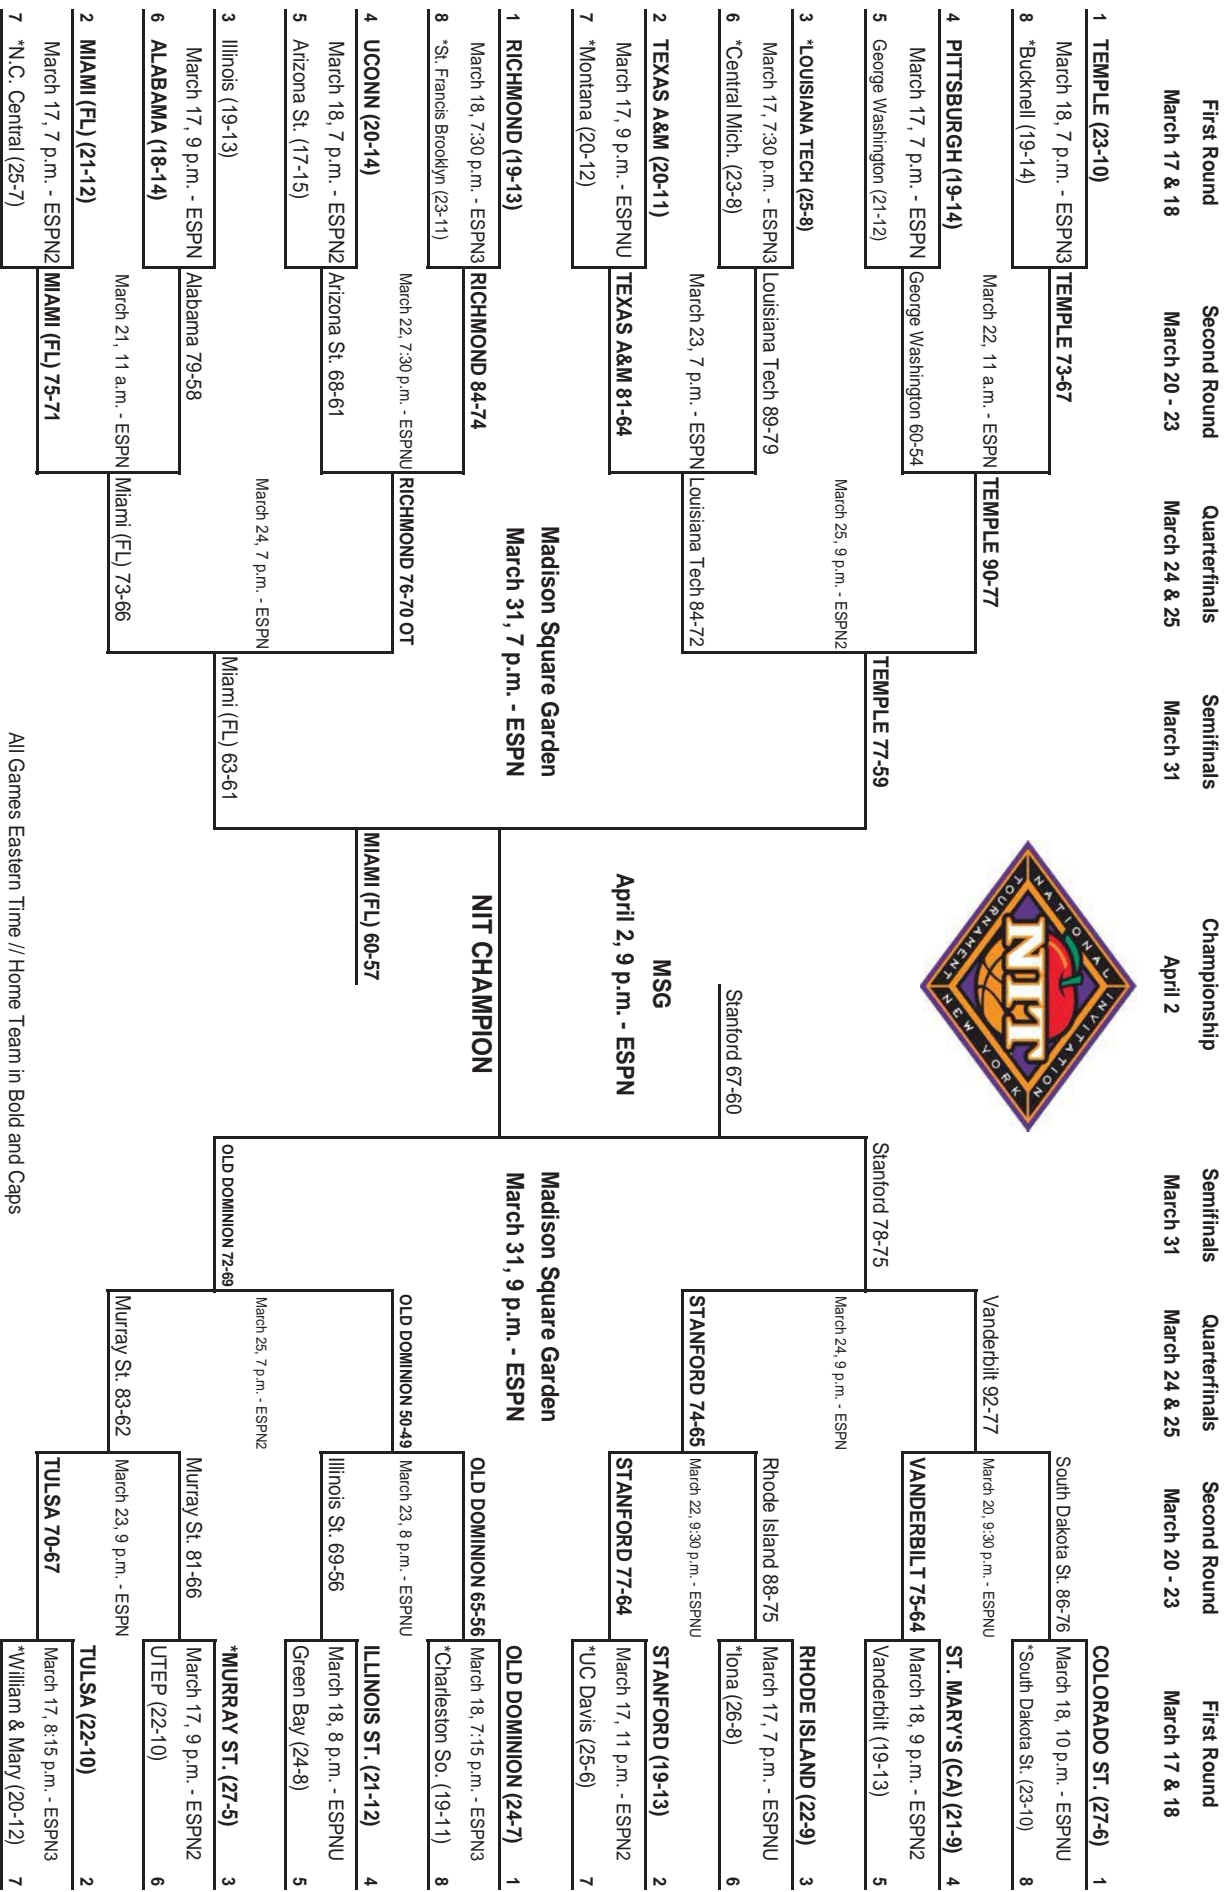 First Round
March 17 & 18
Second Round
March 20 - 23
Quarterfinals
March 24 & 25
Semifinals
March 31
Championship
April 2
Semifinals
March 31
Quarterfinals
March 24 & 25
Second Round
March 20 - 23
First Round
March 17 & 18
1 TEMPLE (23-10)
March 18, 7 p.m. - ESPN3
8 *Bucknell (19-14)
4 PITTSBURGH (19-14)
March 17, 7 p.m. - ESPN
5 George Washington (21-12)
3 *LOUISIANA TECH (25-8)
March 17, 7:30 p.m. - ESPN3
6 *Central Mich. (23-8)
2 TEXAS A&M (20-11)
March 17, 9 p.m. - ESPNU
7 *Montana (20-12)
1 RICHMOND (19-13)
March 18, 7:30 p.m. - ESPN3
8 *St. Francis Brooklyn (23-11)
4 UCONN (20-14)
March 18, 7 p.m. - ESPN2
5 Arizona St. (17-15)
3 Illinois (19-13)
March 17, 9 p.m. - ESPN
6 ALABAMA (18-14)
2 MIAMI (FL) (21-12)
March 17, 7 p.m. - ESPN2
7 *N.C. Central (25-7)
TEMPLE 73-67
March 22, 11 a.m. - ESPN
George Washington 60-54
Louisiana Tech 89-79
March 23, 7 p.m. - ESPN
TEXAS A&M 81-64
RICHMOND 84-74
March 22, 7:30 p.m. - ESPNU
Arizona St. 68-61
Alabama 79-58
March 21, 11 a.m. - ESPN
MIAMI (FL) 75-71
TEMPLE 90-77
March 25, 9 p.m. - ESPN2
Louisiana Tech 84-72
RICHMOND 76-70 OT
March 24, 7 p.m. - ESPN
Miami (FL) 73-66
TEMPLE 77-59
Madison Square Garden
March 31, 7 p.m. - ESPN
Miami (FL) 63-61
NATIONAL INVITATION
NIT
TOURNAMENT NEW YORK
Stanford 67-60
MSG
April 2, 9 p.m. - ESPN
NIT CHAMPION
MIAMI (FL) 60-57
Stanford 78-75
Madison Square Garden
March 31, 9 p.m. - ESPN
OLD DOMINION 72-69
Vanderbilt 92-77
March 24, 9 p.m. - ESPN
STANFORD 74-65
OLD DOMINION 50-49
March 25, 7 p.m. - ESPN2
Murray St. 83-62
South Dakota St. 86-76
March 20, 9:30 p.m. - ESPNU
VANDERBILT 75-64
Rhode Island 88-75
March 22, 9:30 p.m. - ESPNU
STANFORD 77-64
OLD DOMINION 65-56
March 23, 8 p.m. - ESPNU
Illinois St. 69-56
Murray St. 81-66
March 23, 9 p.m. - ESPN
TULSA 70-67
COLORADO ST. (27-6) 1
March 18, 10 p.m. - ESPNU
*South Dakota St. (23-10) 8
ST. MARY'S (CA) (21-9) 4
March 18, 9 p.m. - ESPN2
Vanderbilt (19-13) 5
RHODE ISLAND (22-9) 3
March 17, 7 p.m. - ESPNU
*Iona (26-8) 6
STANFORD (19-13) 2
March 17, 11 p.m. - ESPN2
*UC Davis (25-6) 7
OLD DOMINION (24-7) 1
March 18, 7:15 p.m. - ESPN3
*Charleston So. (19-11) 8
ILLINOIS ST. (21-12) 4
March 18, 8 p.m. - ESPNU
Green Bay (24-8) 5
*MURRAY ST. (27-5) 3
March 17, 9 p.m. - ESPN2
UTEP (22-10) 6
TULSA (22-10) 2
March 17, 8:15 p.m. - ESPN3
*William & Mary (20-12) 7
All Games Eastern Time // Home Team in Bold and Caps